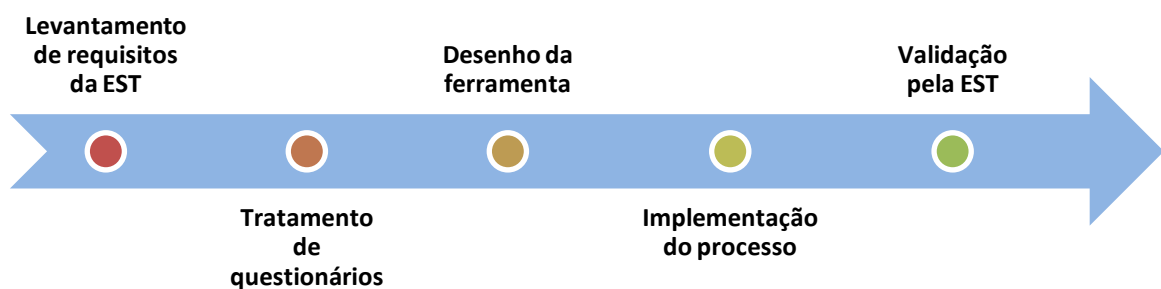 Levantamento
de requisitos
da EST
Tratamento
de
questionários
Desenho da
ferramenta
Implementação
do processo
Validação
pela EST